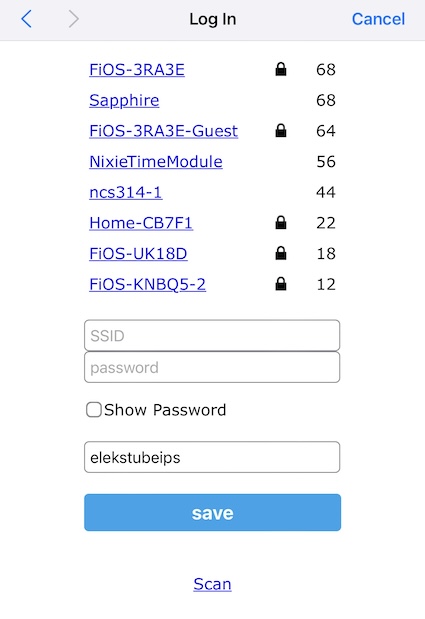 Log In Cancel
FiOS-3RA3E 68
Sapphire 68
FiOS-3RA3E-Guest 64
NixieTimeModule 56
ncs314-1 44
Home-CB7F1 22
FiOS-UK18D 18
FiOS-KNBQ5-2 12
SSID
password
Show Password
elekstubeips
save
Scan